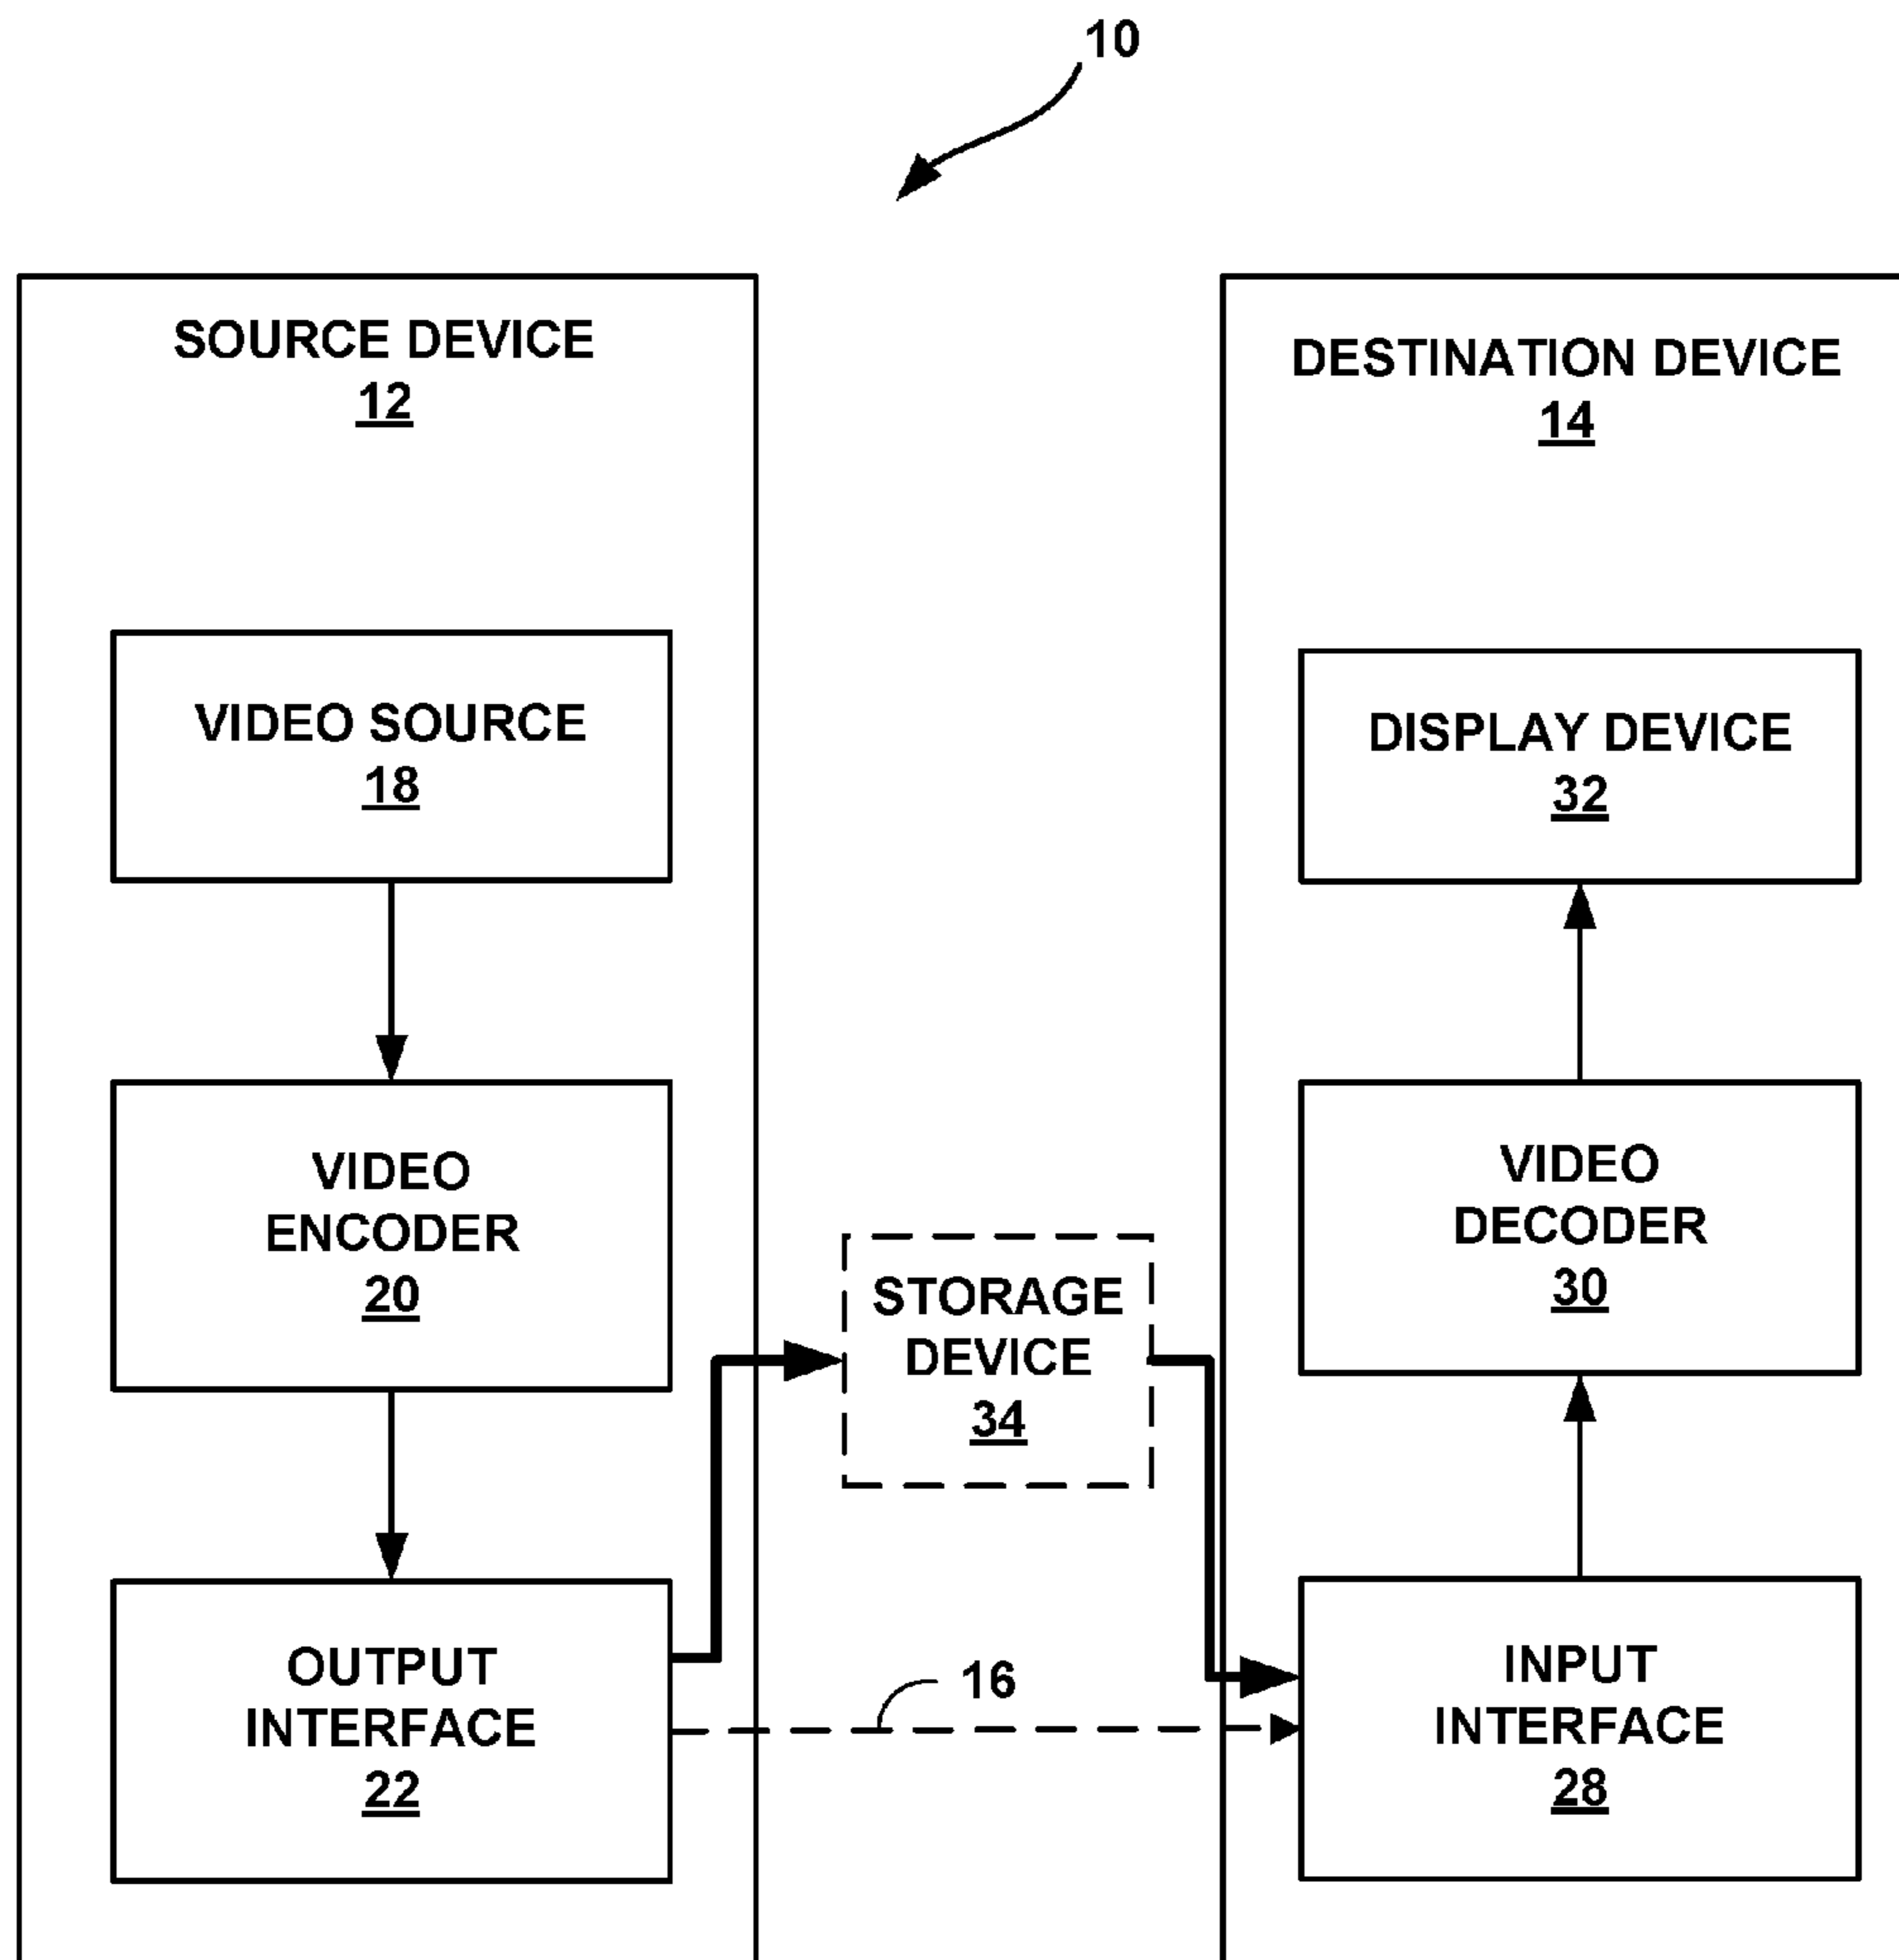 10
SOURCE DEVICE
12
VIDEO SOURCE
18
VIDEO
ENCODER
20
OUTPUT
INTERFACE
22
STORAGE
DEVICE
34
16
DESTINATION DEVICE
14
DISPLAY DEVICE
32
VIDEO
DECODER
30
INPUT
INTERFACE
28